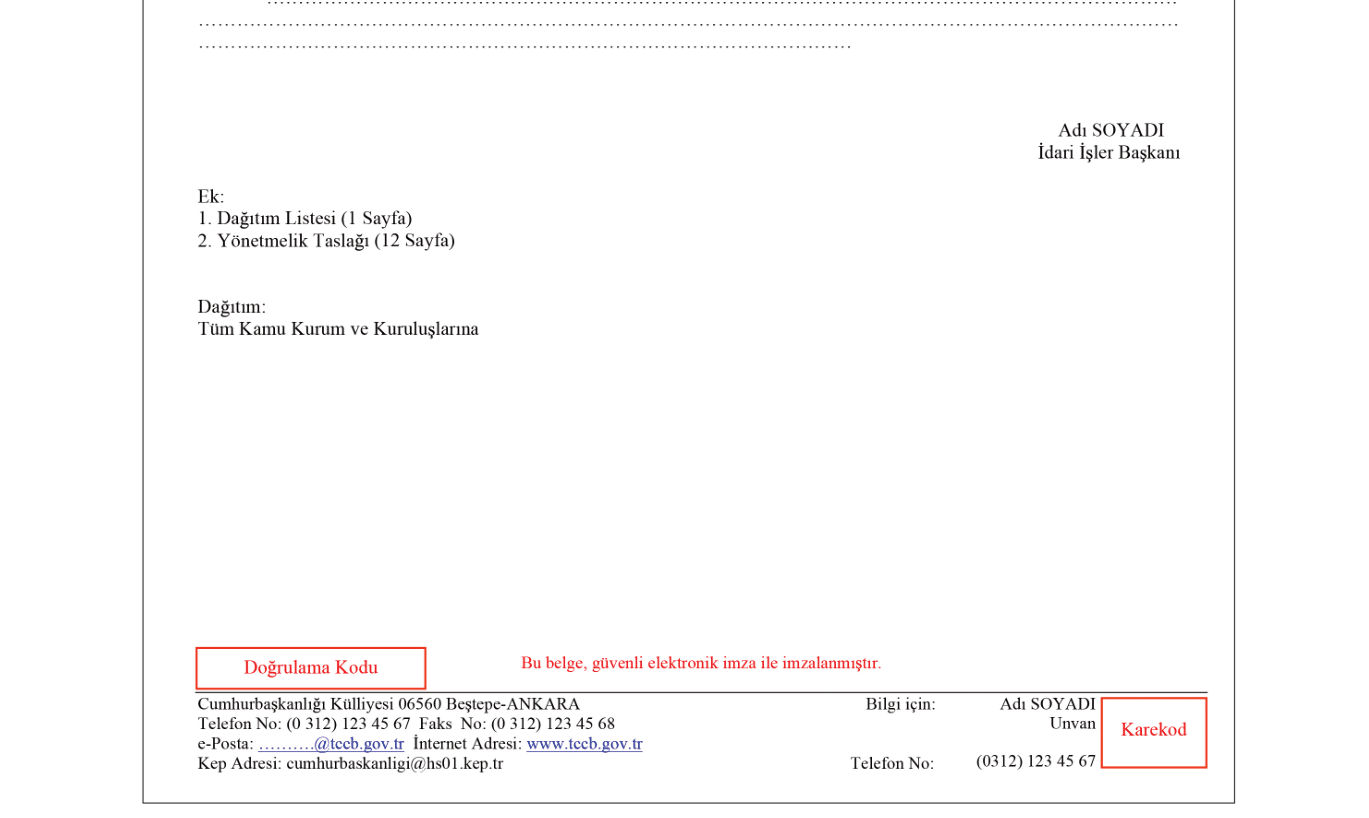 Adı SOYADI
İdari İşler Başkanı
Ek:
1. Dağıtım Listesi (1 Sayfa)
2. Yönetmelik Taslağı (12 Sayfa)
Dağıtım:
Tüm Kamu Kurum ve Kuruluşlarına
Doğrulama Kodu
Bu belge, güvenli elektronik imza ile imzalanmıştır.
Cumhurbaşkanlığı Külliyesi 06560 Beştepe-ANKARA
Telefon No: (0 312) 123 45 67 Faks No: (0 312) 123 45 68
e-Posta: ..........@tccb.gov.tr İnternet Adresi: www.tccb.gov.tr
Kep Adresi: cumhurbaskanligi@hs01.kep.tr
Bilgi için: Adı SOYADI
Unvan
Telefon No: (0312) 123 45 67
Karekod